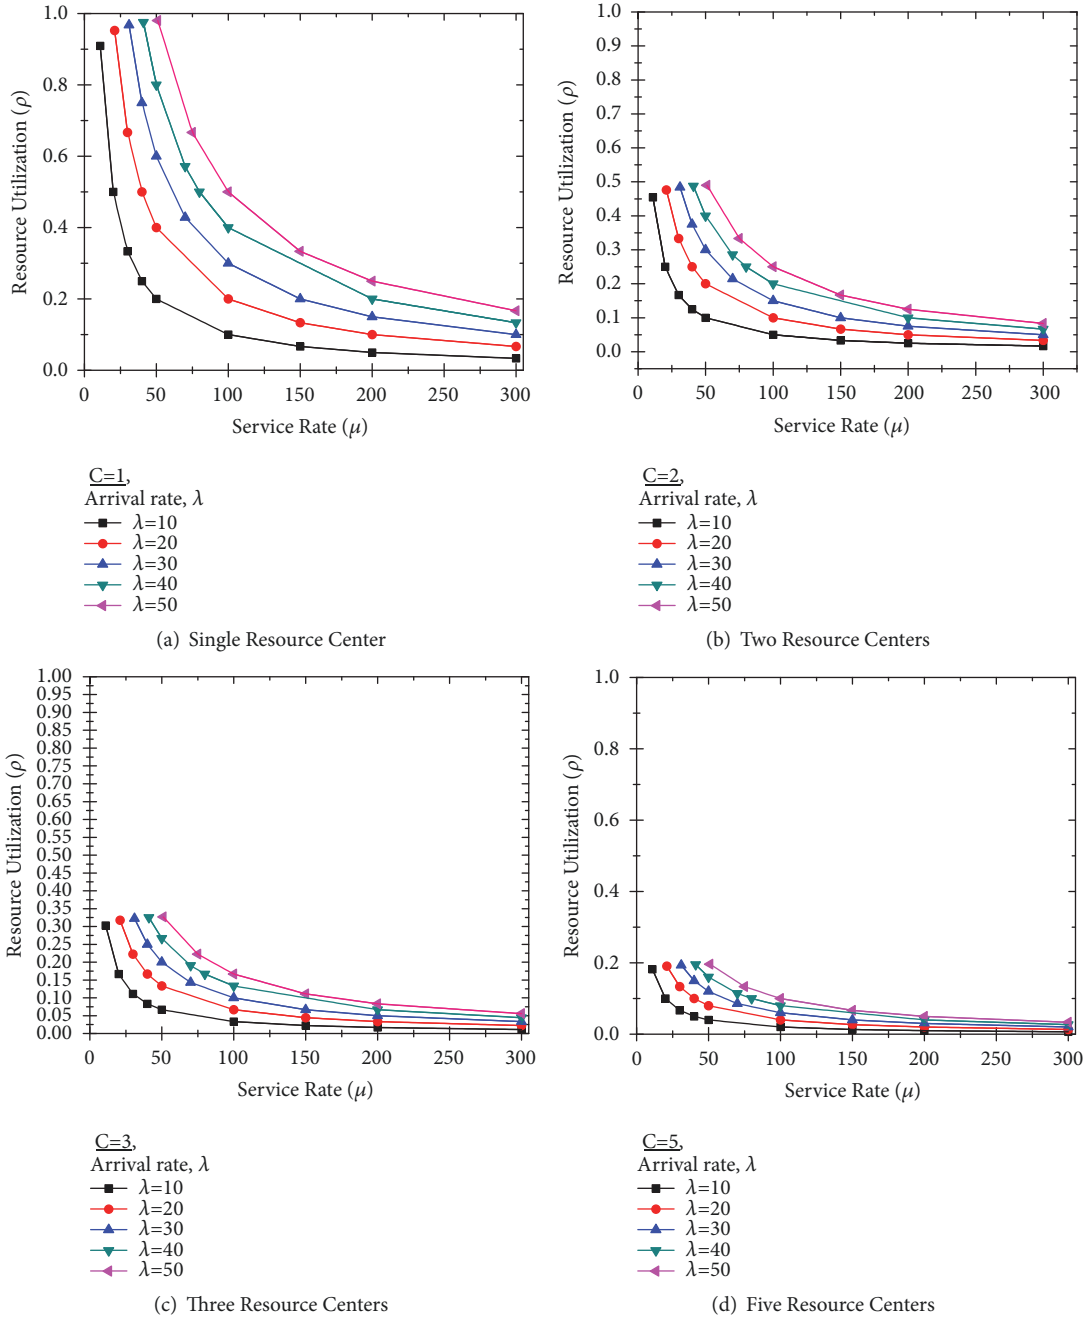 1.0
0.8
0.6
0.4
0.2
0.0
Resource Utilization (ρ)
0 50 100 150 200 250 300
Service Rate (μ)
C=1,
Arrival rate, λ
λ=10
λ=20
λ=30
λ=40
λ=50
(a) Single Resource Center
1.0
0.9
0.8
0.7
0.6
0.5
0.4
0.3
0.2
0.1
0.0
Resource Utilization (ρ)
0 50 100 150 200 250 300
Service Rate (μ)
C=2,
Arrival rate, λ
λ=10
λ=20
λ=30
λ=40
λ=50
(b) Two Resource Centers
1.00
0.95
0.90
0.85
0.80
0.75
0.70
0.65
0.60
0.55
0.50
0.45
0.40
0.35
0.30
0.25
0.20
0.15
0.10
0.05
0.00
Resource Utilization (ρ)
0 50 100 150 200 250 300
Service Rate (μ)
C=3,
Arrival rate, λ
λ=10
λ=20
λ=30
λ=40
λ=50
(c) Three Resource Centers
1.0
0.8
0.4
0.2
0.0
Resource Utilization (ρ)
0 50 100 150 200 250 300
Service Rate (μ)
C=5,
Arrival rate, λ
λ=10
λ=20
λ=30
λ=40
λ=50
(d) Five Resource Centers